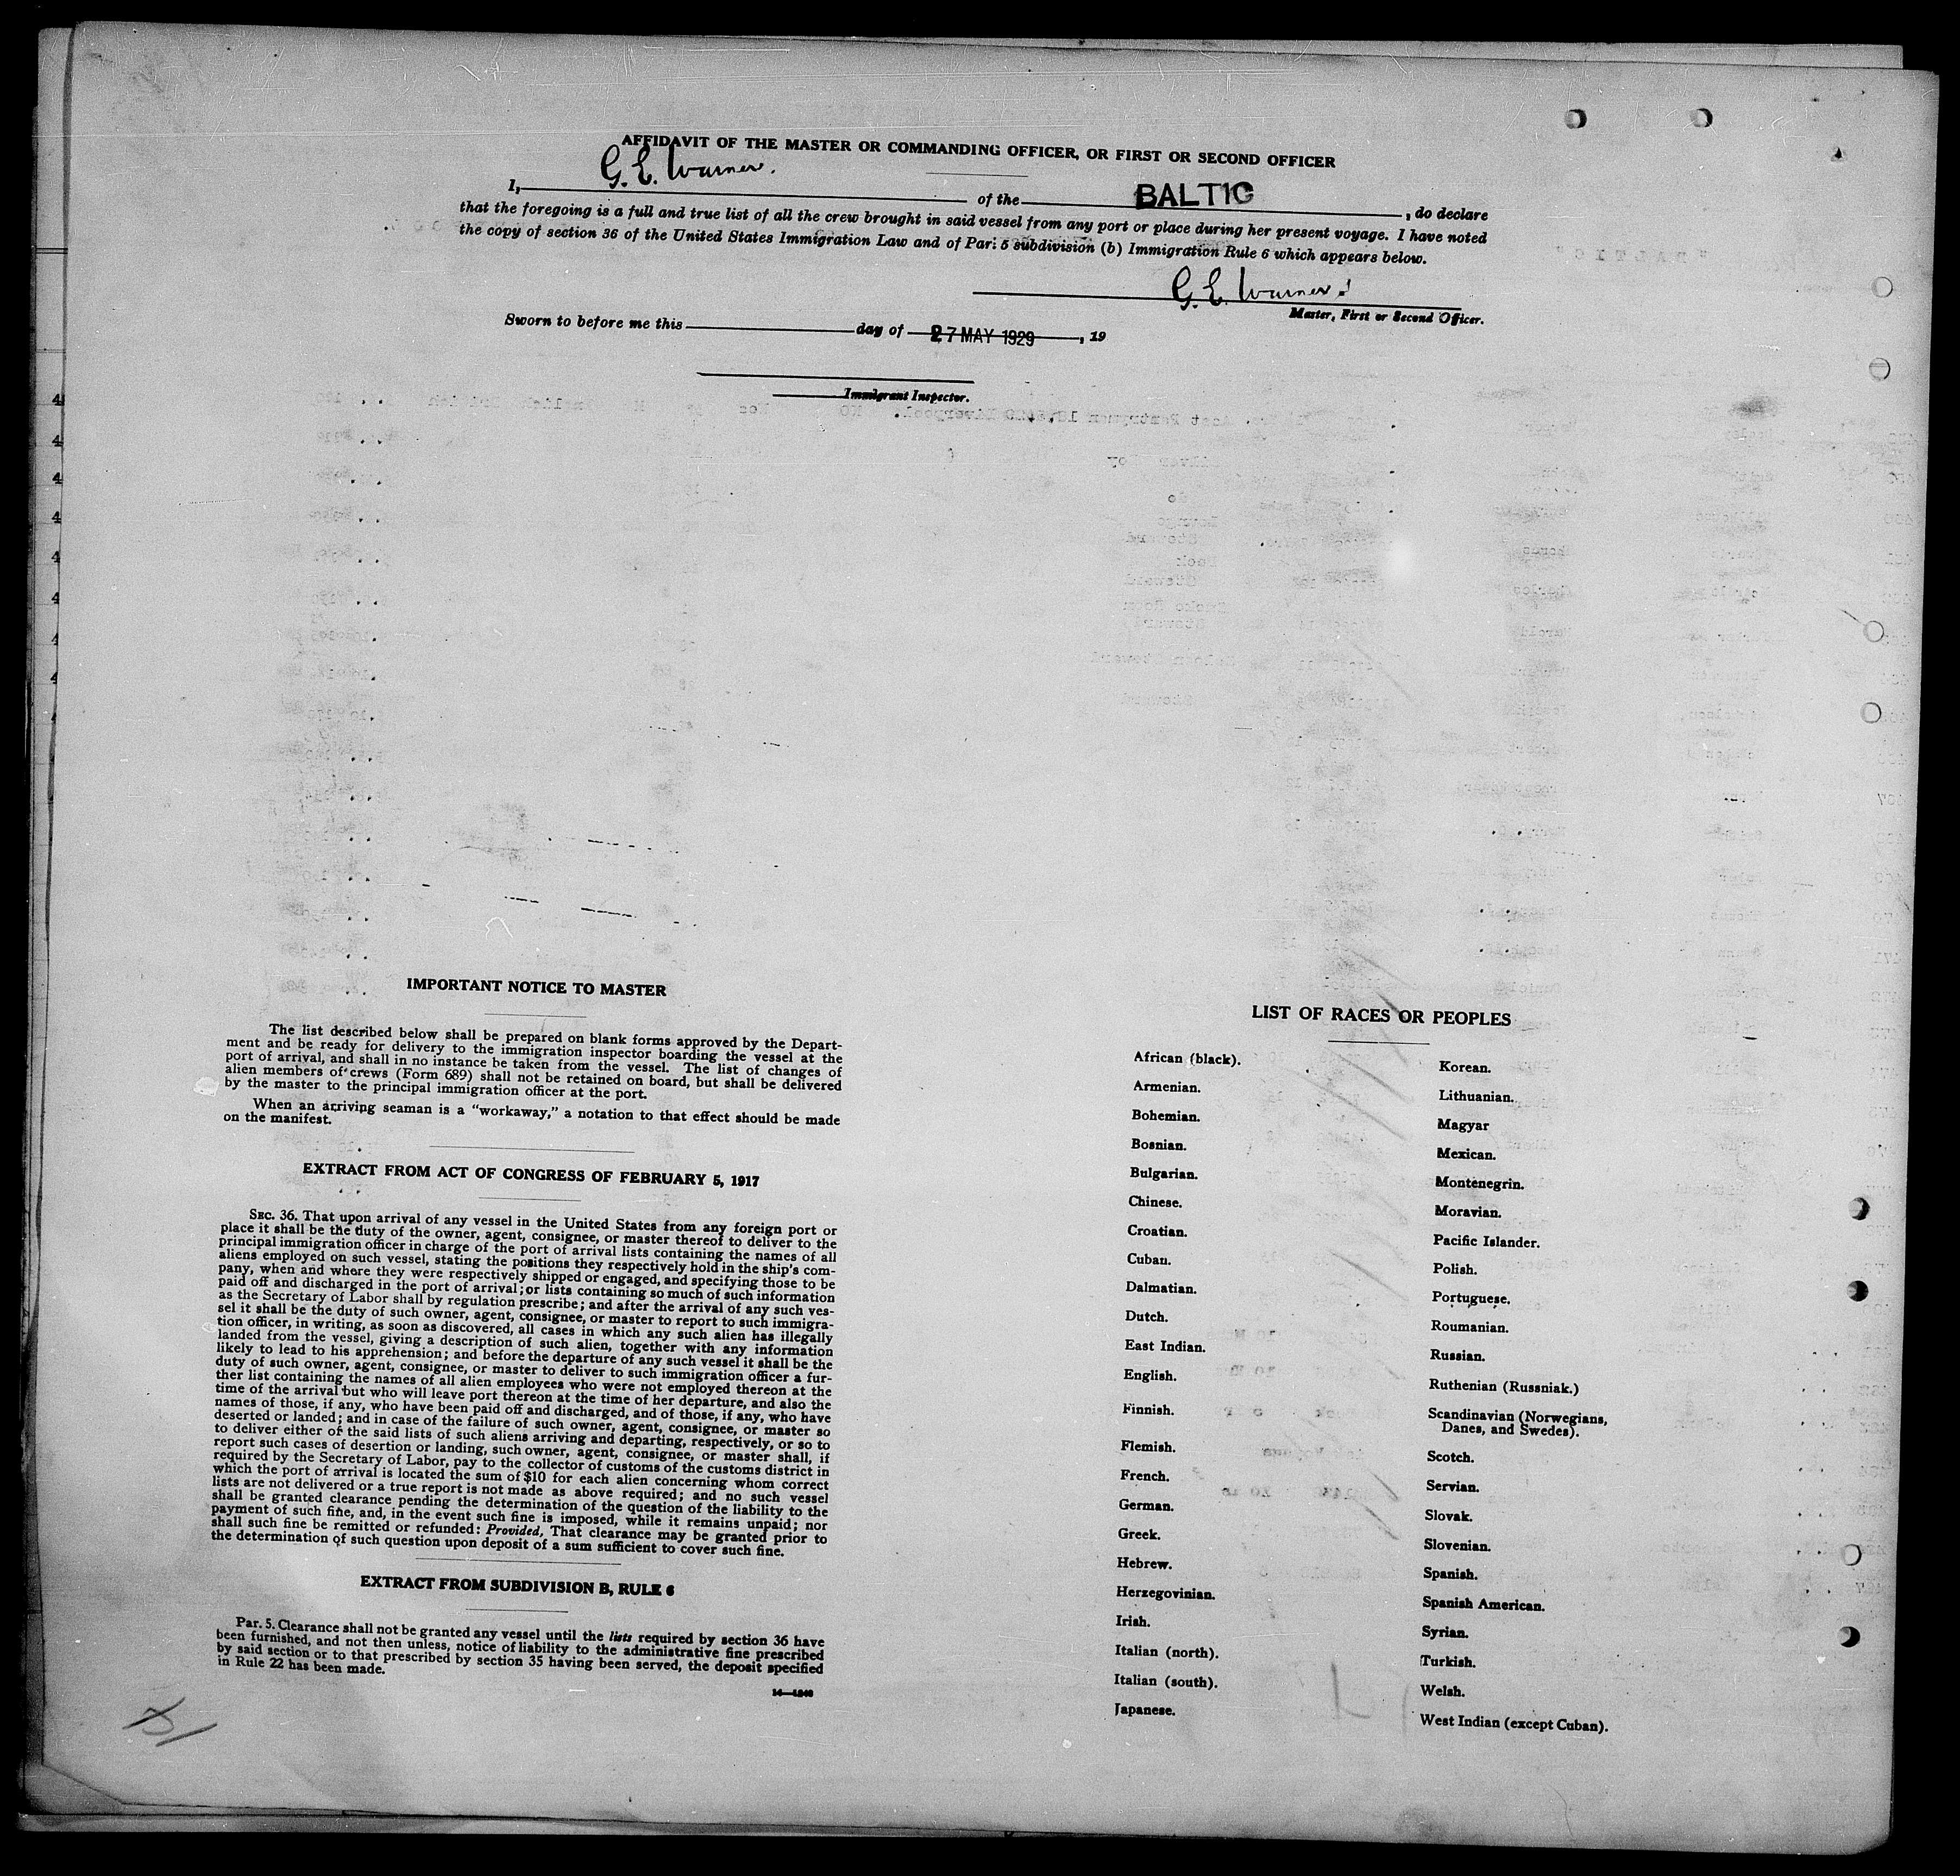 AFFIDAVIT OF THE MASTER OR COMMANDING OFFICER, OR FIRST OR SECOND OFFICER
I, G. E. Warner. of the BALTIC, do declare
that the foregoing is a full and true list of all the crew brought in said vessel from any port or place during her present voyage. I have noted
the copy of section 36 of the United States Immigration Law and of Par. 5 subdivision (b) Immigration Rule 6 which appears below.
G. E. Warner
Master, First or Second Officer.
Sworn to before me this day of 27 MAY 1929, 19
Immigrant Inspector.
IMPORTANT NOTICE TO MASTER
The list described below shall be prepared on blank forms approved by the Depart-
ment and be ready for delivery to the immigration inspector boarding the vessel at the
port of arrival, and shall in no instance be taken from the vessel. The list of changes of
alien members of crews (Form 689) shall not be retained on board, but shall be delivered
by the master to the principal immigration officer at the port.
When an arriving seaman is a "workaway," a notation to that effect should be made
on the manifest.
EXTRACT FROM ACT OF CONGRESS OF FEBRUARY 5, 1917
SEC. 36. That upon arrival of any vessel in the United States from any foreign port or
place it shall be the duty of the owner, agent, consignee, or master thereof to deliver to the
principal immigration officer in charge of the port of arrival lists containing the names of all
aliens employed on such vessel, stating the positions they respectively hold in the ship's com-
pany, when and where they were respectively shipped or engaged, and specifying those to be
paid off and discharged in the port of arrival; or lists containing so much of such information
as the Secretary of Labor shall by regulation prescribe; and after the arrival of any such ves-
sel it shall be the duty of such owner, agent, consignee, or master to report to such immigra-
tion officer, in writing, as soon as discovered, all cases in which any such alien has illegally
landed from the vessel, giving a description of such alien, together with any information
likely to lead to his apprehension; and before the departure of any such vessel it shall be the
duty of such owner, agent, consignee, or master to deliver to such immigration officer a fur-
ther list containing the names of all alien employees who were not employed thereon at the
time of the arrival but who will leave port thereon at the time of her departure, and also the
names of those, if any, who have been paid off and discharged, and of those, if any, who have
deserted or landed; and in case of the failure of such owner, agent, consignee, or master so
to deliver either of the said lists of such aliens arriving and departing, respectively, or so to
report such cases of desertion or landing, such owner, agent, consignee, or master shall, if
required by the Secretary of Labor, pay to the collector of customs of the customs district in
which the port of arrival is located the sum of $10 for each alien concerning whom correct
lists are not delivered or a true report is not made as above required; and no such vessel
shall be granted clearance pending the determination of the question of the liability to the
payment of such fine, and, in the event such fine is imposed, while it remains unpaid; nor
shall such fine be remitted or refunded: Provided, That clearance may be granted prior to
the determination of such question upon deposit of a sum sufficient to cover such fine.
EXTRACT FROM SUBDIVISION B, RULE 6
Par. 5. Clearance shall not be granted any vessel until the lists required by section 36 have
been furnished, and not then unless, notice of liability to the administrative fine prescribed
by said section or to that prescribed by section 35 having been served, the deposit specified
in Rule 22 has been made.
LIST OF RACES OR PEOPLES
African (black).
Armenian.
Bohemian.
Bosnian.
Bulgarian.
Chinese.
Croatian.
Cuban.
Dalmatian.
Dutch.
East Indian.
English.
Finnish.
Flemish.
French.
German.
Greek.
Hebrew.
Herzegovinian.
Irish.
Italian (north).
Italian (south).
Japanese.
Korean.
Lithuanian.
Magyar
Mexican.
Montenegrin.
Moravian.
Pacific Islander.
Polish.
Portuguese.
Roumanian.
Russian.
Ruthenian (Russniak.)
Scandinavian (Norwegians,
Danes, and Swedes).
Scotch.
Servian.
Slovak.
Slovenian.
Spanish.
Spanish American.
Syrian.
Turkish.
Welsh.
West Indian (except Cuban).